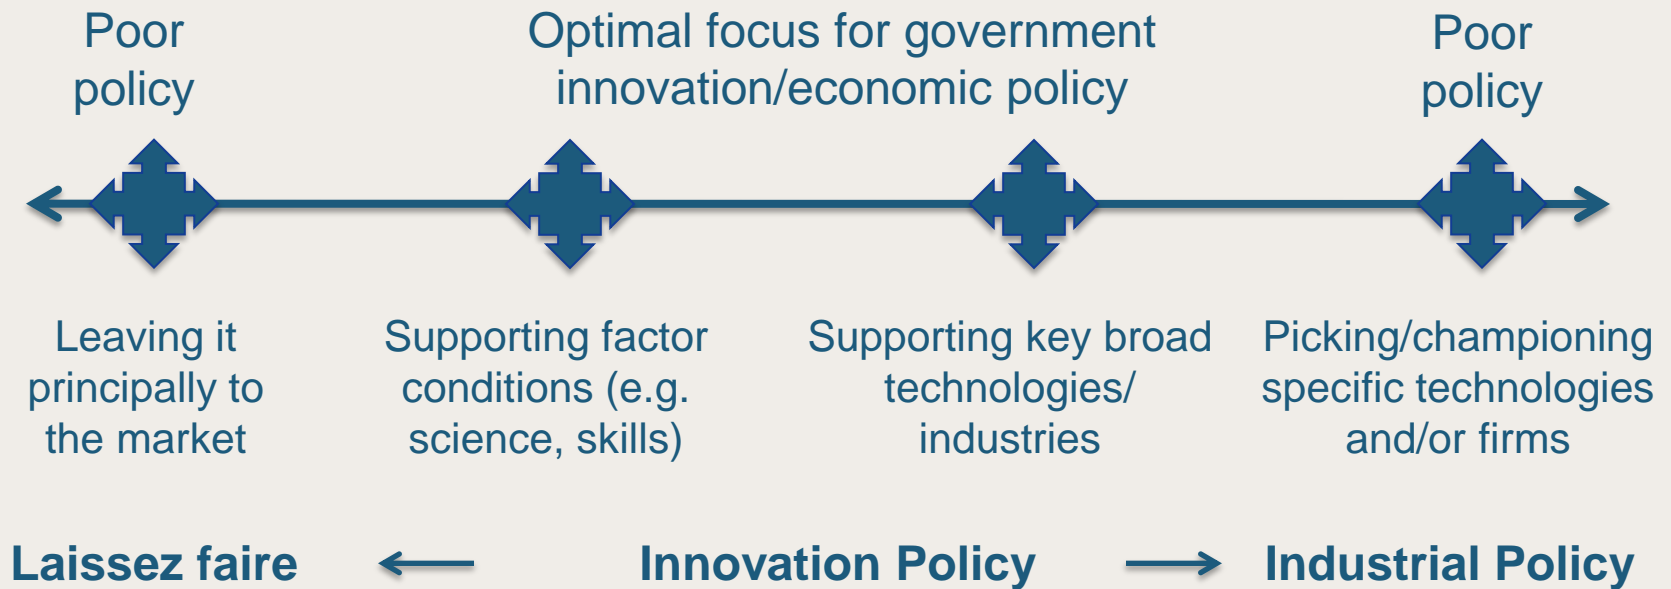 Poor
policy
Optimal focus for government
innovation/economic policy
Poor
policy
Leaving it
principally to
the market
Supporting factor
conditions (e.g.
science, skills)
Supporting key broad
technologies/
industries
Picking/championing
specific technologies
and/or firms
Laissez faire
Innovation Policy
Industrial Policy